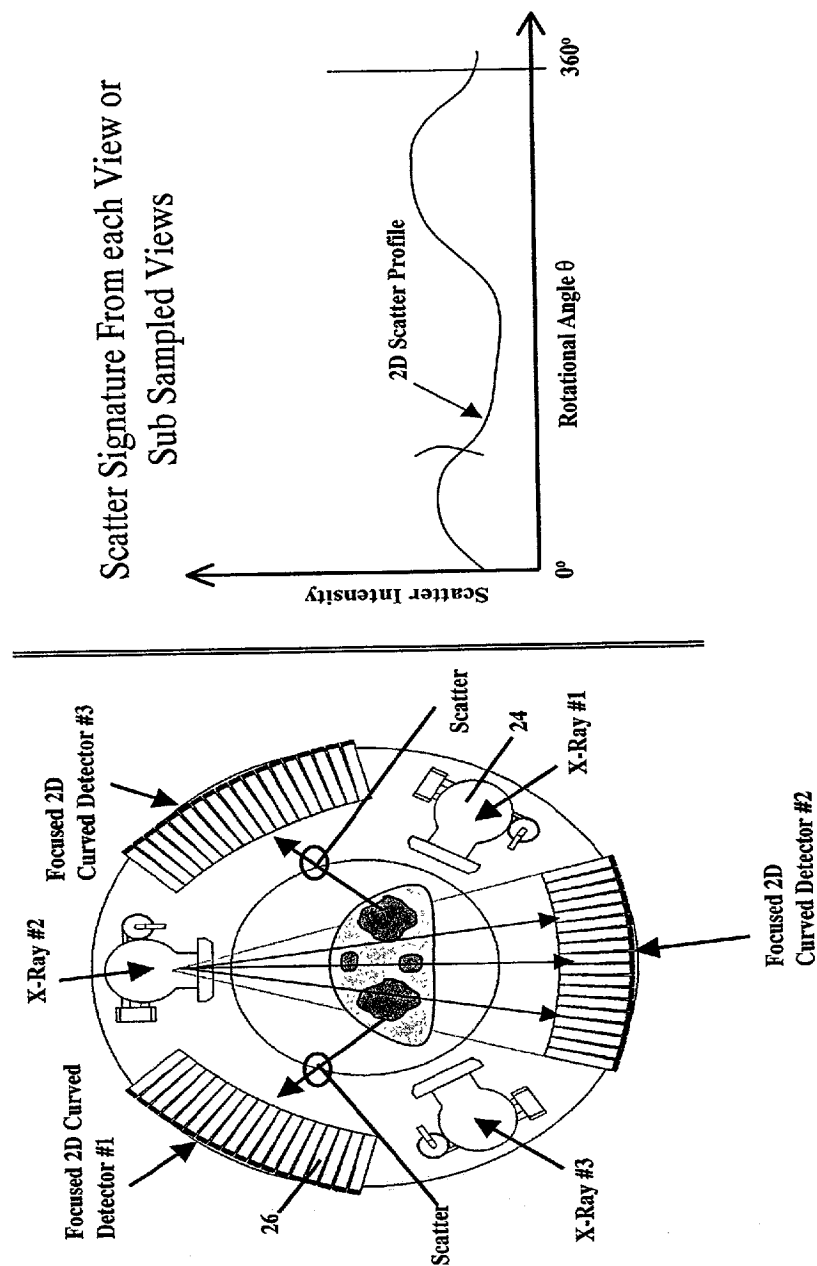 Scatter Signature From each View or
Sub Sampled Views
Scatter Intensity
2D Scatter Profile
0°
Rotational Angle θ
360°
X-Ray #2
Focused 2D Curved
Detector #1
Focused 2D
Curved Detector #3
26
Scatter
Scatter
24
X-Ray #3
X-Ray #1
Focused 2D
Curved Detector #2